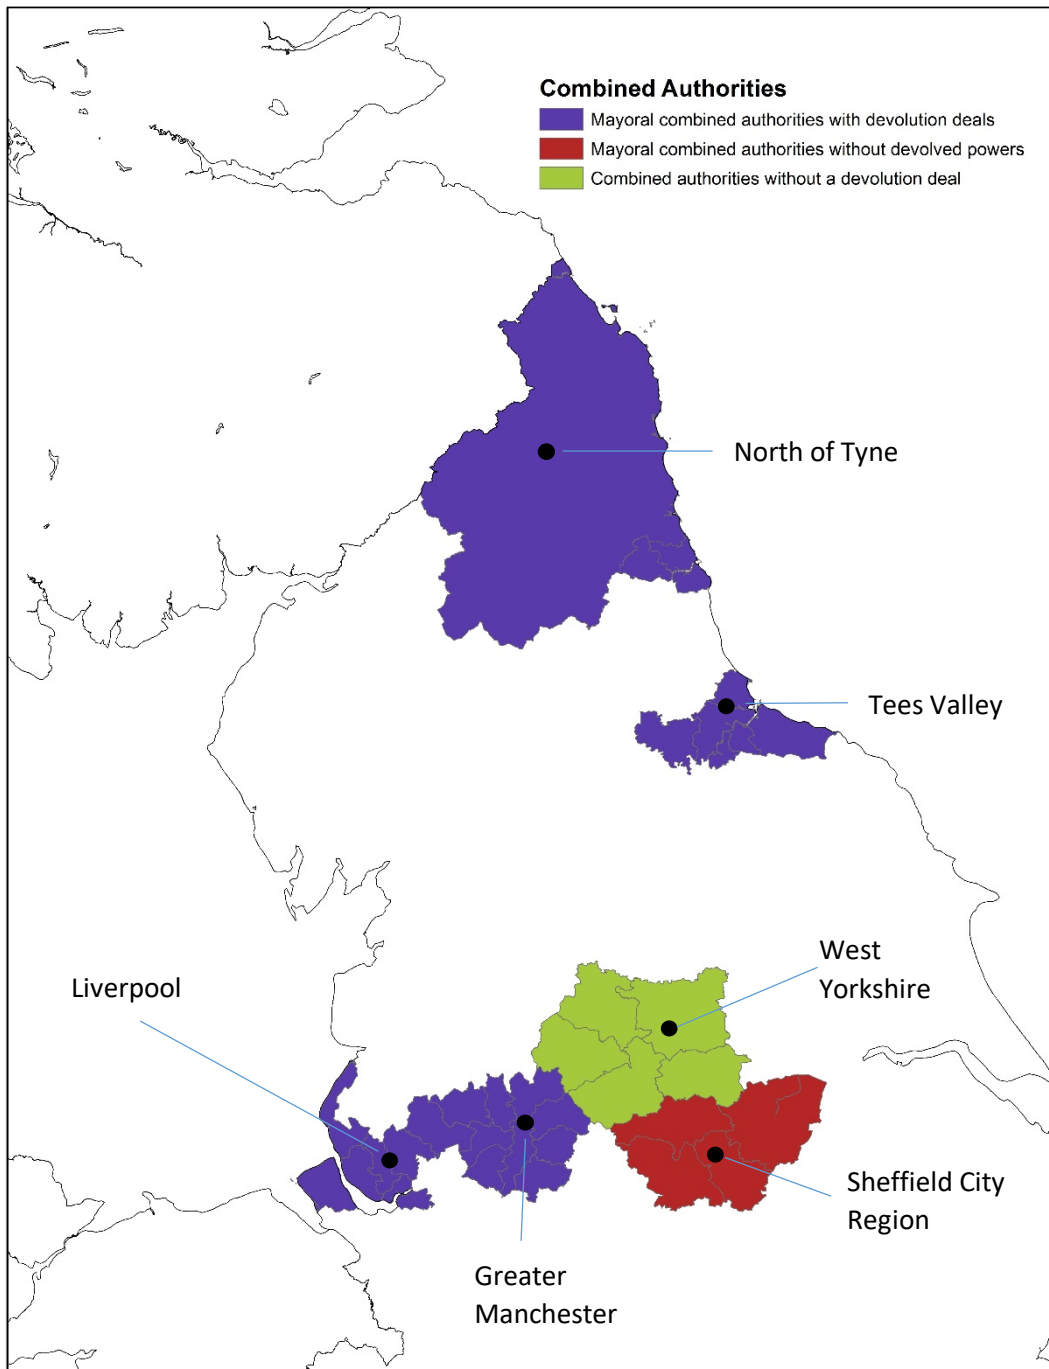 Combined Authorities
Mayoral combined authorities with devolution deals
Mayoral combined authorities without devolved powers
Combined authorities without a devolution deal
North of Tyne
Tees Valley
West
Yorkshire
Liverpool
Sheffield City
Region
Greater
Manchester